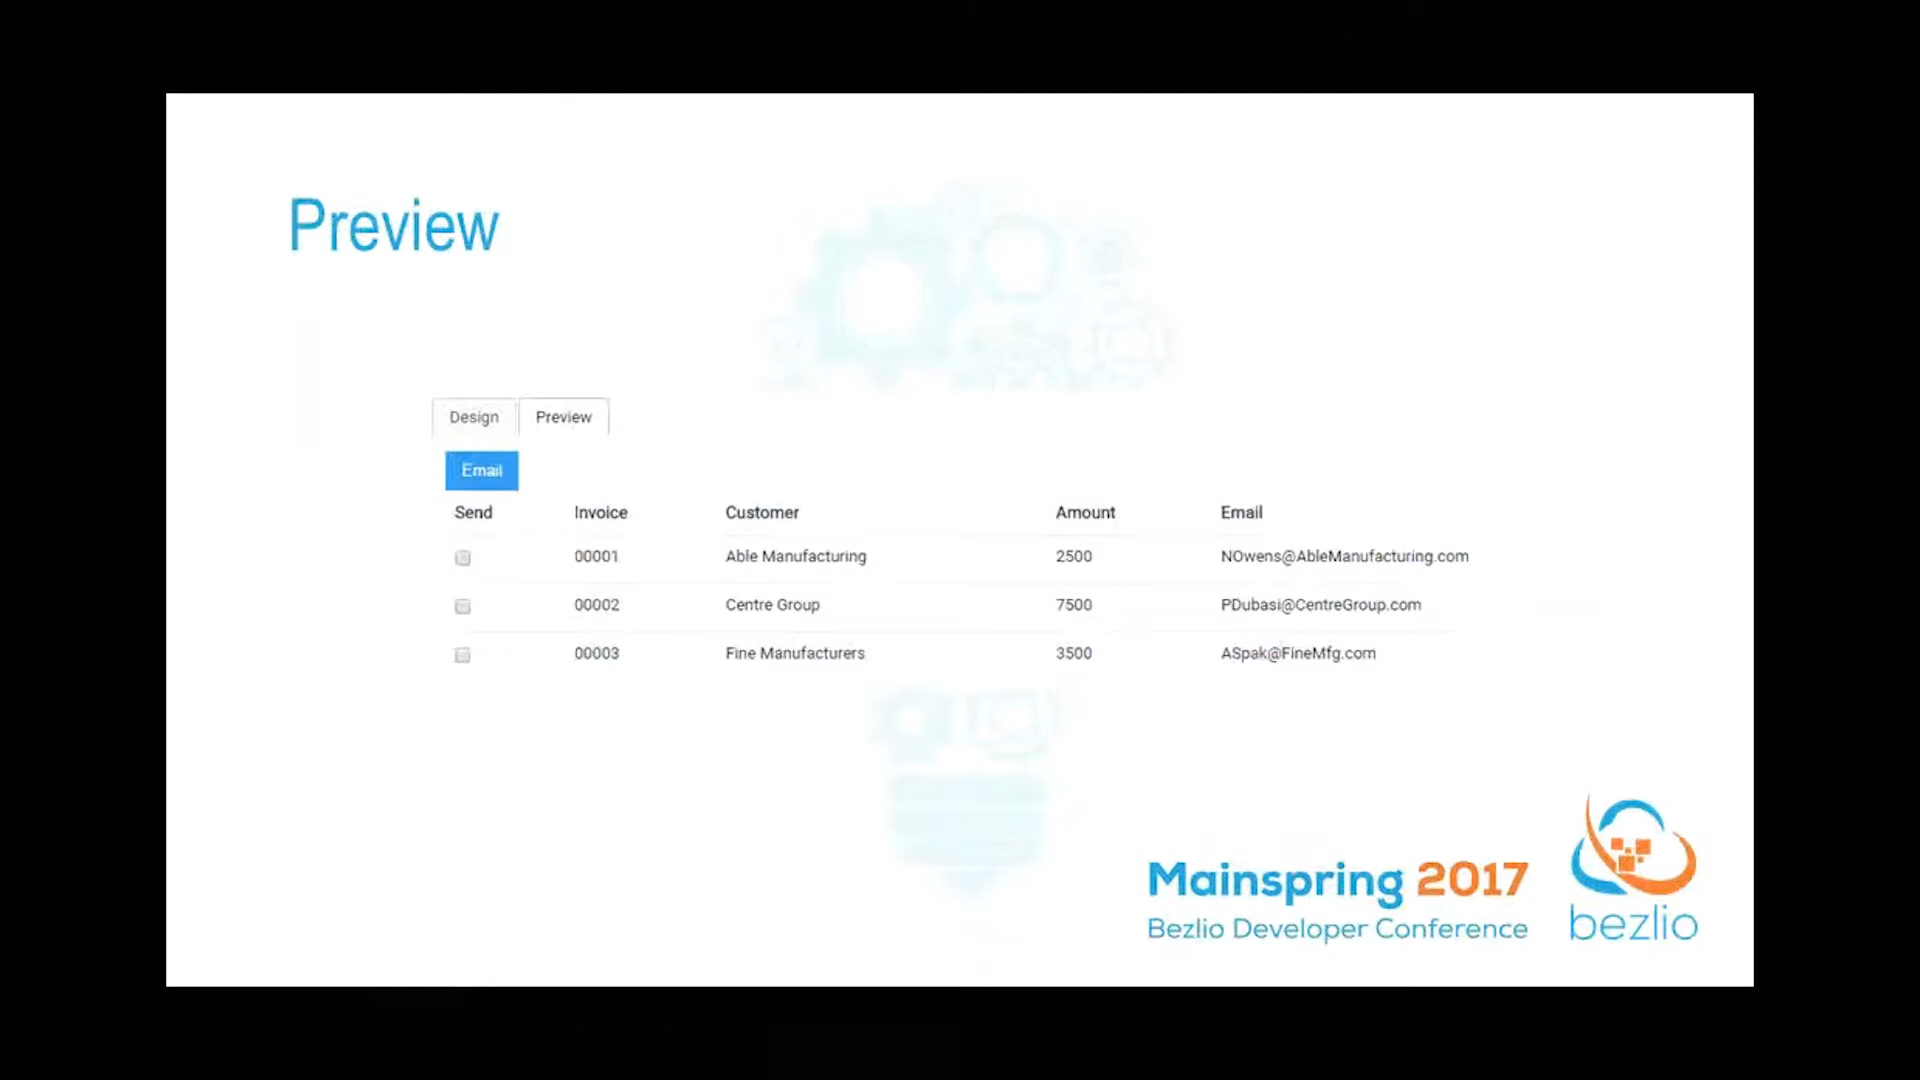 Preview
Design Preview
Email
Send Invoice Customer Amount Email
00001 Able Manufacturing 2500 NOwens@AbleManufacturing.com
00002 Centre Group 7500 PDubasi@CentreGroup.com
00003 Fine Manufacturers 3500 ASpak@FineMfg.com
Mainspring 2017
Bezlio Developer Conference
bezlio